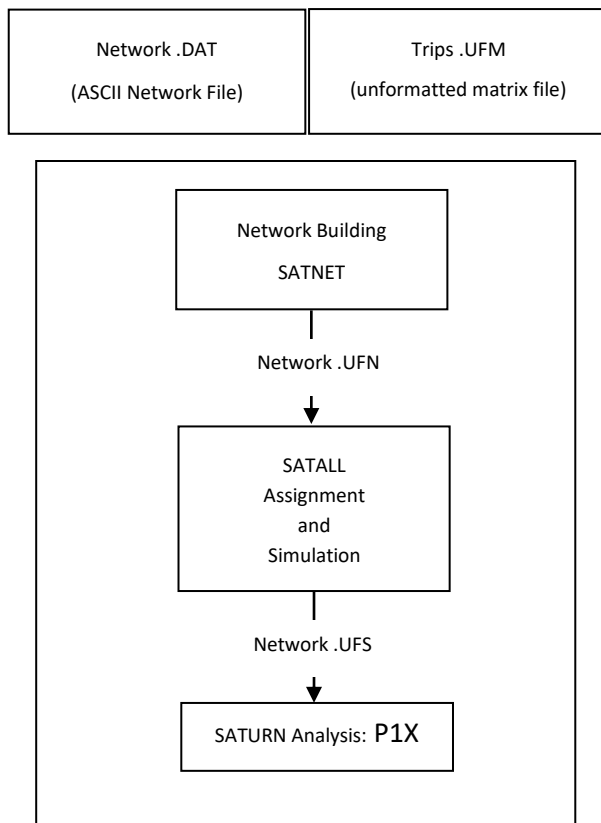 Network .DAT
(ASCII Network File)
Trips .UFM
(unformatted matrix file)
Network Building
SATNET
Network .UFN
SATALL
Assignment
and
Simulation
Network .UFS
SATURN Analysis: P1X